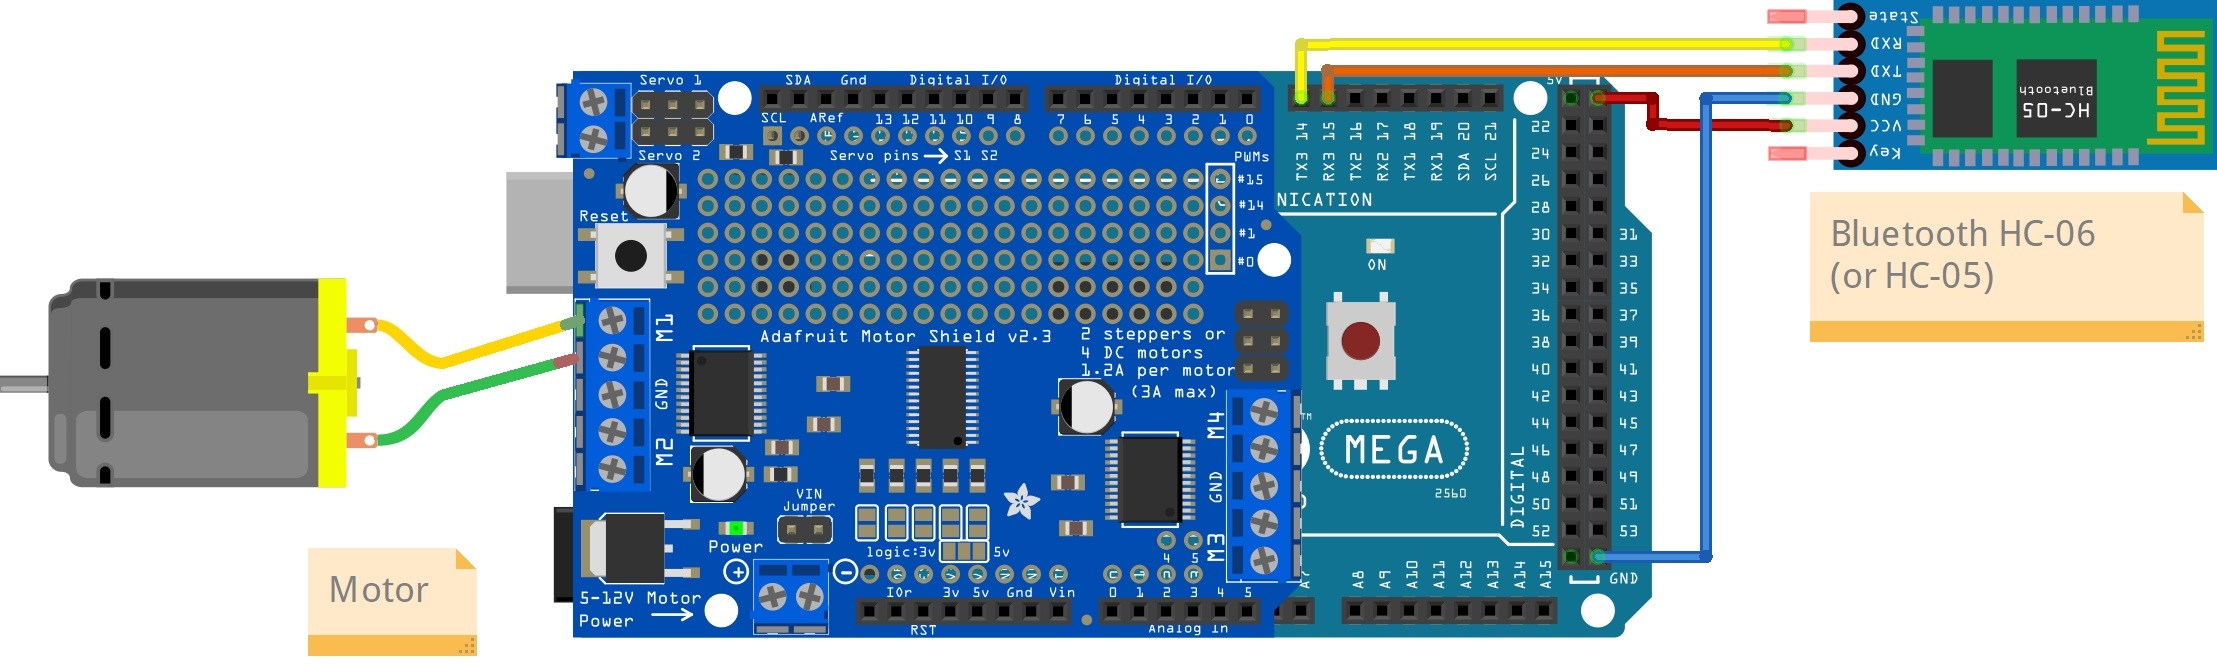 Servo 1
SDA Gnd Digital I/O
Digital I/O
SCL ARef 13 12 11 10 9 8
7 6 5 4 3 2 1 0
Servo 2
Servo pins S1 S2
PWMs
#15
#14
#1
#0
Reset
M1
GND
M2
Adafruit Motor Shield v2.3
2 steppers or
4 DC motors
1.2A per motor
(3A max)
M4
GND
M3
VIN
Jumper
Power
logic:3v 5v
4 5
5-12V Motor
Power
IOr 3v 5v Gnd Vin
RST
0 1 2 3 4 5
Analog In
TX3 14
RX3 15
TX2 16
RX2 17
TX1 18
RX1 19
SDA 20
SCL 21
NICATION
ON
MEGA
2560
TM
5V
22
24
26
28
30 31
32 33
34 35
36 37
38 39
40 41
42 43
44 45
46 47
48 49
50 51
52 53
DIGITAL
GND
A7
A8
A9
A10
A11
A12
A13
A14
A15
State
RXD
TXD
GND
VCC
Key
HC-05
Bluetooth
Bluetooth HC-06
(or HC-05)
Motor